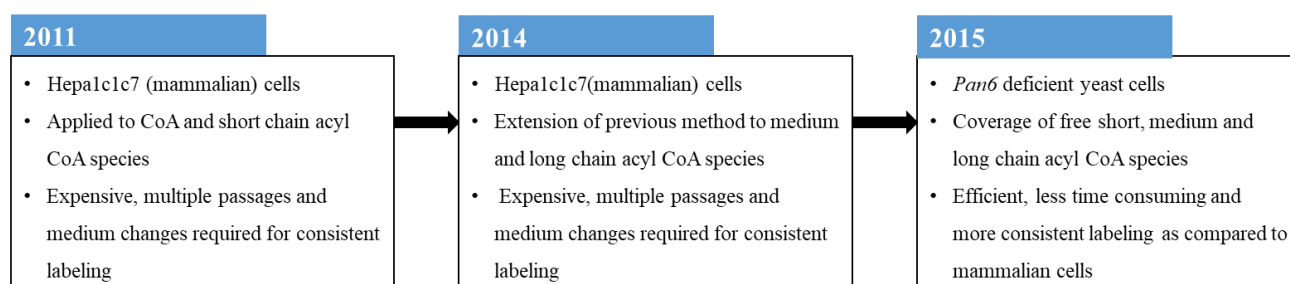 2011
• Hepa1c1c7 (mammalian) cells
• Applied to CoA and short chain acyl
CoA species
• Expensive, multiple passages and
medium changes required for consistent
labeling
2014
• Hepa1c1c7(mammalian) cells
• Extension of previous method to medium
and long chain acyl CoA species
• Expensive, multiple passages and
medium changes required for consistent
labeling
2015
• Pan6 deficient yeast cells
• Coverage of free short, medium and
long chain acyl CoA species
• Efficient, less time consuming and
more consistent labeling as compared to
mammalian cells